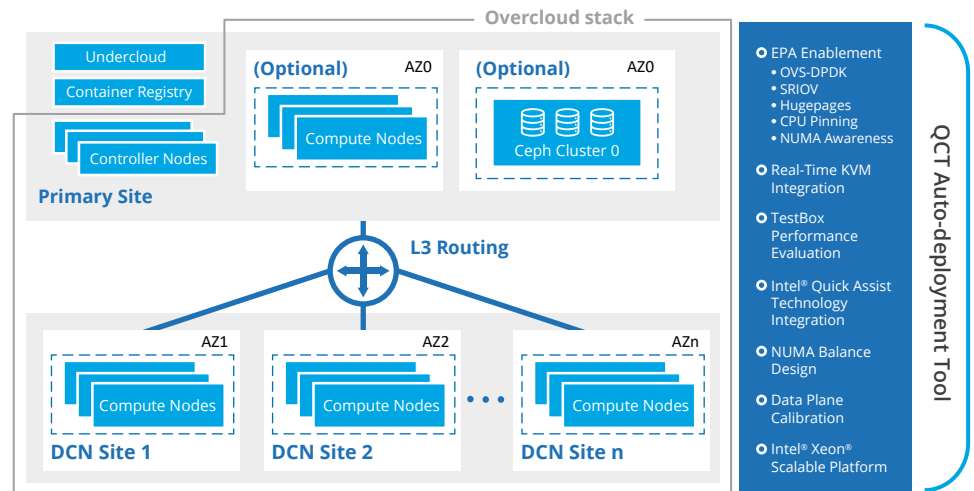 Overcloud stack
Undercloud
Container Registry
Controller Nodes
Primary Site
(Optional)
AZ0
Compute Nodes
(Optional)
AZ0
Ceph Cluster 0
L3 Routing
AZ1
Compute Nodes
DCN Site 1
AZ2
Compute Nodes
DCN Site 2
AZn
Compute Nodes
DCN Site n
EPA Enablement
• OVS-DPDK
• SRIOV
• Hugepages
• CPU Pinning
• NUMA Awareness
Real-Time KVM
Integration
TestBox
Performance
Evaluation
Intel® Quick Assist
Technology
Integration
NUMA Balance
Design
Data Plane
Calibration
Intel® Xeon®
Scalable Platform
QCT Auto-deployment Tool